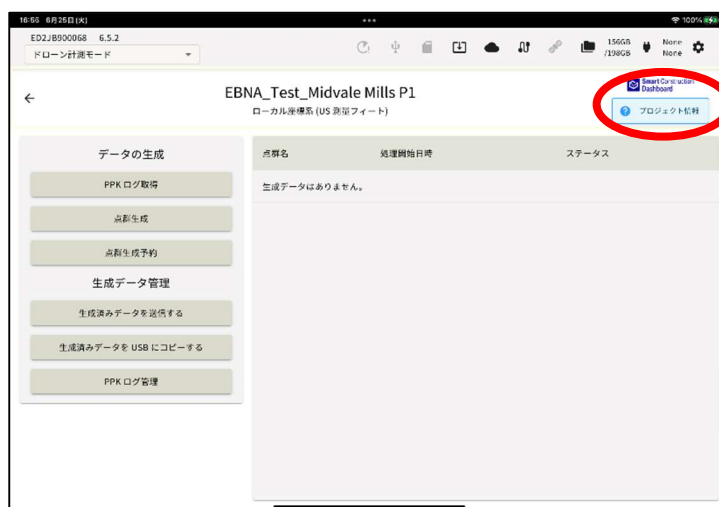 16:56 6月25日(火)
100%
ED2JB900068 6.5.2
ドローン計測モード
156GB
/198GB
None
None
EBNA_Test_Midvale Mills P1
ローカル座標系 (US 測量フィート)
Smart Construction
Dashboard
プロジェクト情報
データの生成
PPK ログ取得
点群生成
点群生成予約
生成データ管理
生成済みデータを送信する
生成済みデータを USB にコピーする
PPK ログ管理
点群名 処理開始日時 ステータス
生成データはありません。